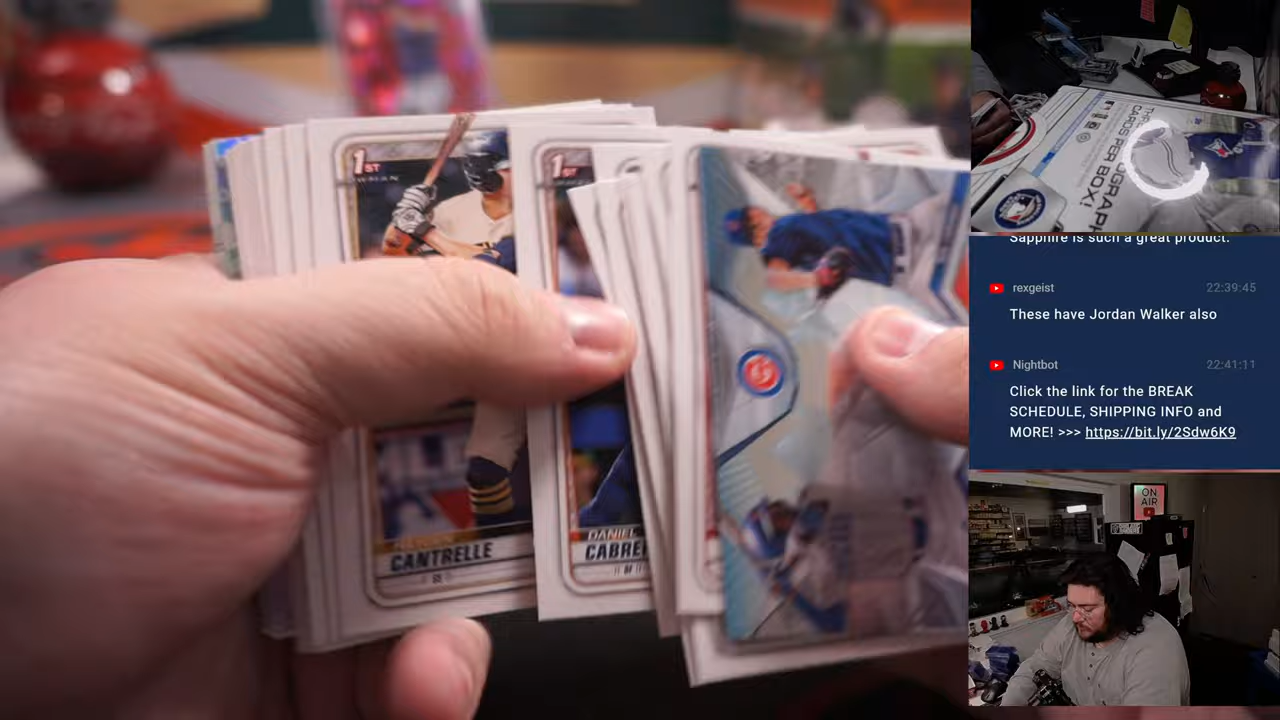 1ST
CANTRELLE
SS
1ST
DANIEL
CABRE
CARDS PER BOX!
Sapphire is such a great product.
rexgeist 22:39:45
These have Jordan Walker also
Nightbot 22:41:11
Click the link for the BREAK
SCHEDULE, SHIPPING INFO and
MORE! >>> https://bit.ly/2Sdw6K9
ON
AIR